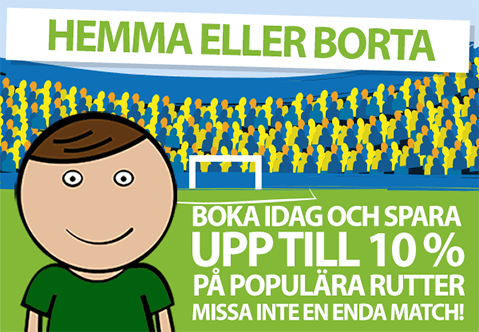 HEMMA ELLER BORTA
BOKA IDAG OCH SPARA
UPP TILL 10 %
PÅ POPULÄRA RUTTER
MISSA INTE EN ENDA MATCH!